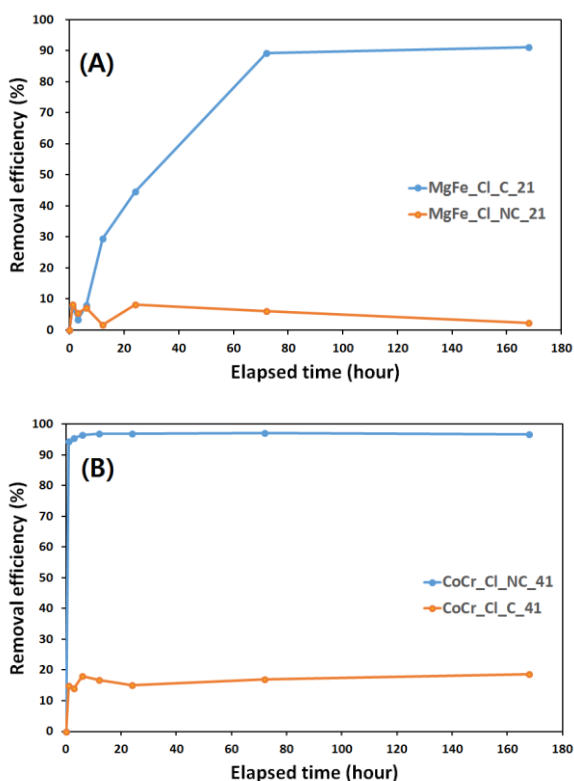 (A)
Removal efficiency (%)
100
90
80
70
60
50
40
30
20
10
0
MgFe_Cl_C_21
MgFe_Cl_NC_21
0 20 40 60 80 100 120 140 160 180
Elapsed time (hour)
(B)
Removal efficiency (%)
100
90
80
70
60
50
40
30
20
10
0
CoCr_Cl_NC_41
CoCr_Cl_C_41
0 20 40 60 80 100 120 140 160 180
Elapsed time (hour)